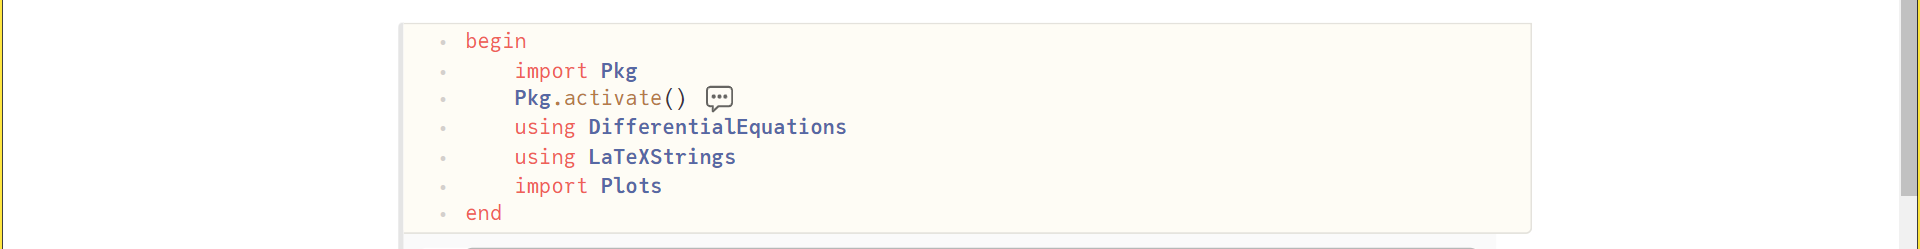 begin
    import Pkg
    Pkg.activate()
    using DifferentialEquations
    using LaTeXStrings
    import Plots
end